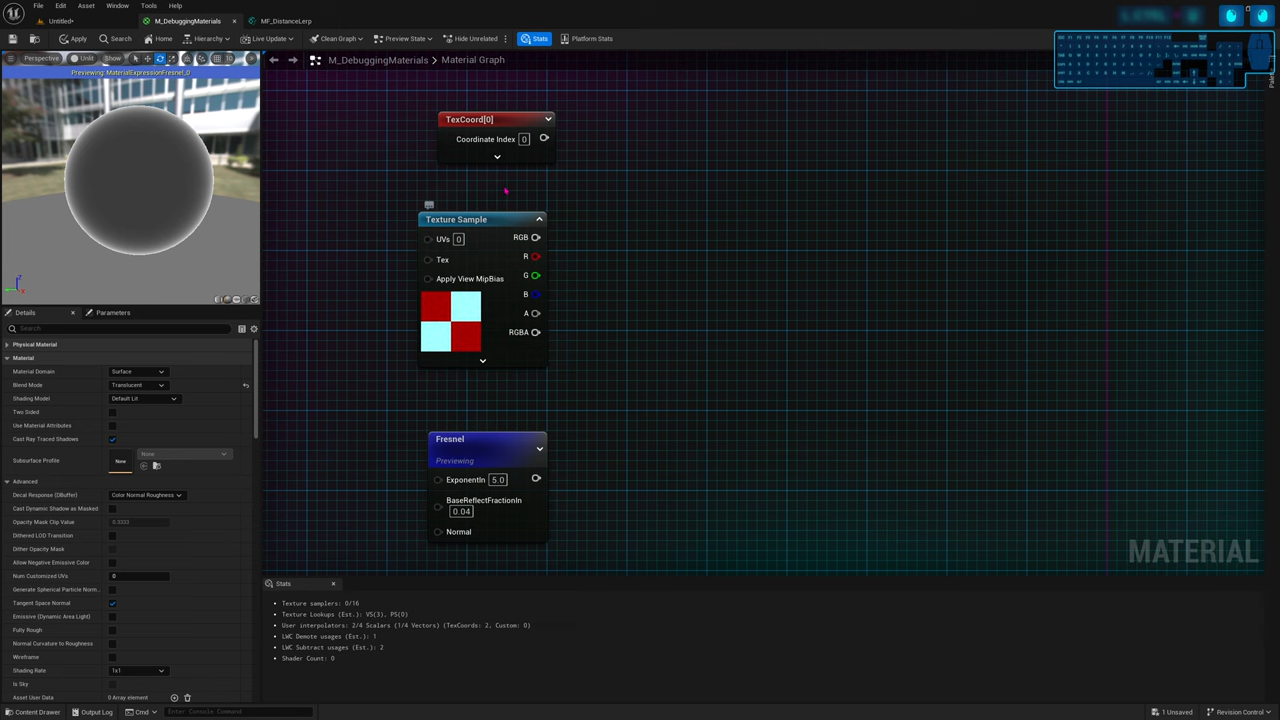 File Edit Asset Window Tools Help
Untitled* M_DebuggingMaterials MF_DistanceLerp
Apply Search Home Hierarchy Live Update Clean Graph Preview State Hide Unrelated Stats Platform Stats
Perspective Unit Show 10
Previewing: MaterialExpressionFresnel_0
M_DebuggingMaterials Material Graph
TexCoord[0]
Coordinate Index 0
Texture Sample
UVs 0 RGB
R
Tex
Apply View MipBias G
B
A
RGBA
Fresnel
Previewing
ExponentIn 5.0
BaseReflectFractionIn
0.04
Normal
MATERIAL
Z
X
Details Parameters
Search
Physical Material
Material
Material Domain Surface
Blend Mode Translucent
Shading Model Default Lit
Two Sided
Use Material Attributes
Cast Ray Traced Shadows
Subsurface Profile None None
Advanced
Decal Response (DBuffer) Color Normal Roughness
Cast Dynamic Shadow as Masked
Opacity Mask Clip Value 0.3333
Dithered LOD Transition
Dither Opacity Mask
Allow Negative Emissive Color
Num Customized UVs 0
Generate Spherical Particle Norm..
Tangent Space Normal
Emissive (Dynamic Area Light)
Fully Rough
Normal Curvature to Roughness
Wireframe
Shading Rate 1x1
Is Sky
Asset User Data 0 Array element
Stats
Texture samplers: 0/16
Texture Lookups (Est.): VS(3), PS(0)
User interpolators: 2/4 Scalars (1/4 Vectors) (TexCoords: 2, Custom: 0)
LWC Demote usages (Est.): 1
LWC Subtract usages (Est.): 2
Shader Count: 0
Content Drawer Output Log Cmd Enter Console Command 1 Unsaved Revision Control